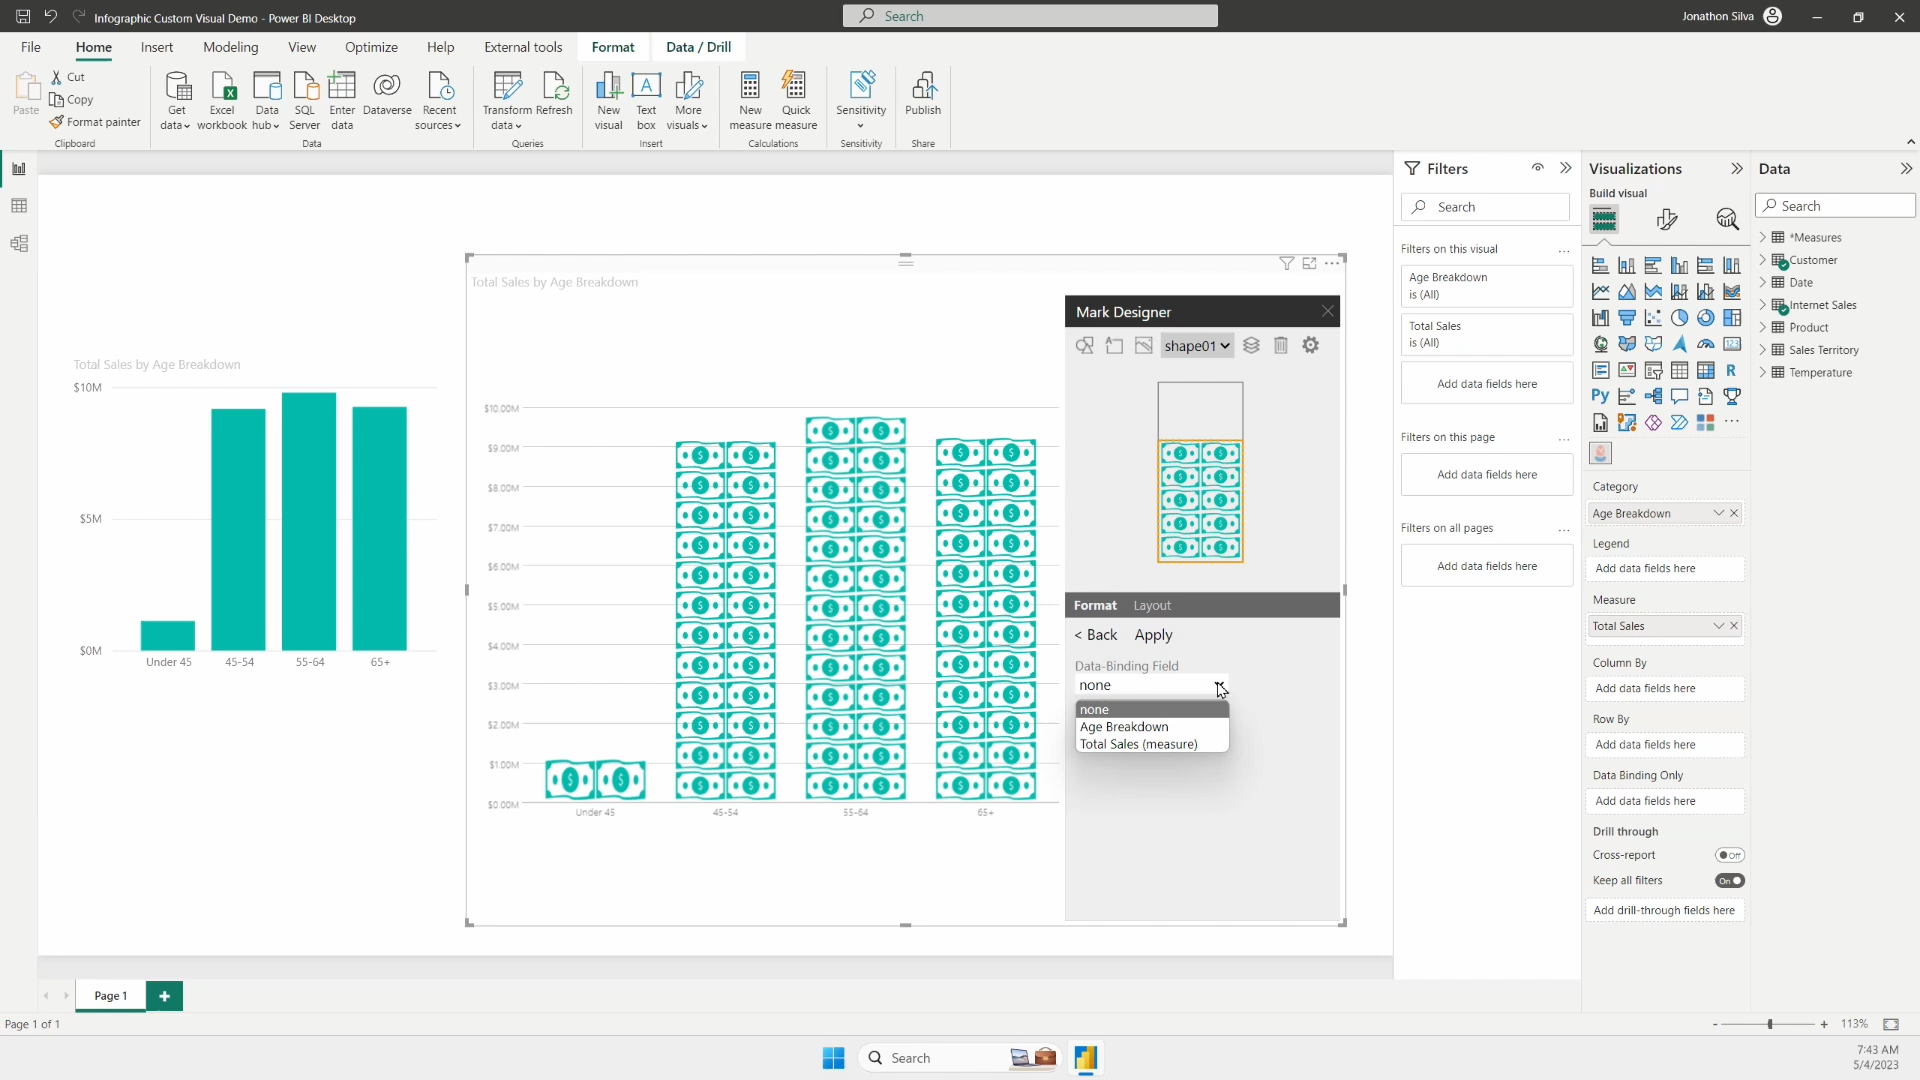 Infographic Custom Visual Demo - Power BI Desktop
Search
Jonathon Silva
File
Home
Insert
Modeling
View
Optimize
Help
External tools
Format
Data / Drill
Paste
Cut
Copy
Format painter
Clipboard
Get data
Excel workbook
Data hub
SQL Server
Enter data
Dataverse
Recent sources
Data
Transform data
Refresh
Queries
New visual
Text box
More visuals
Insert
New measure
Quick measure
Calculations
Sensitivity
Sensitivity
Publish
Share
Total Sales by Age Breakdown
$10M
$5M
$0M
Under 45
45-54
55-64
65+
Total Sales by Age Breakdown
$10.00M
$9.00M
$8.00M
$7.00M
$6.00M
$5.00M
$4.00M
$3.00M
$2.00M
$1.00M
$0.00M
Under 45
45-54
55-64
65+
Mark Designer
shape01
Format
Layout
< Back
Apply
Data-Binding Field
none
none
Age Breakdown
Total Sales (measure)
Filters
Search
Filters on this visual
Age Breakdown
is (All)
Total Sales
is (All)
Add data fields here
Filters on this page
Add data fields here
Filters on all pages
Add data fields here
Visualizations
Build visual
R
Py
123
Category
Age Breakdown
Legend
Add data fields here
Measure
Total Sales
Column By
Add data fields here
Row By
Add data fields here
Data Binding Only
Add data fields here
Drill through
Cross-report
Off
Keep all filters
On
Add drill-through fields here
Data
Search
*Measures
Customer
Date
Internet Sales
Product
Sales Territory
Temperature
Page 1
Page 1 of 1
- + 113%
Search
7:43 AM
5/4/2023